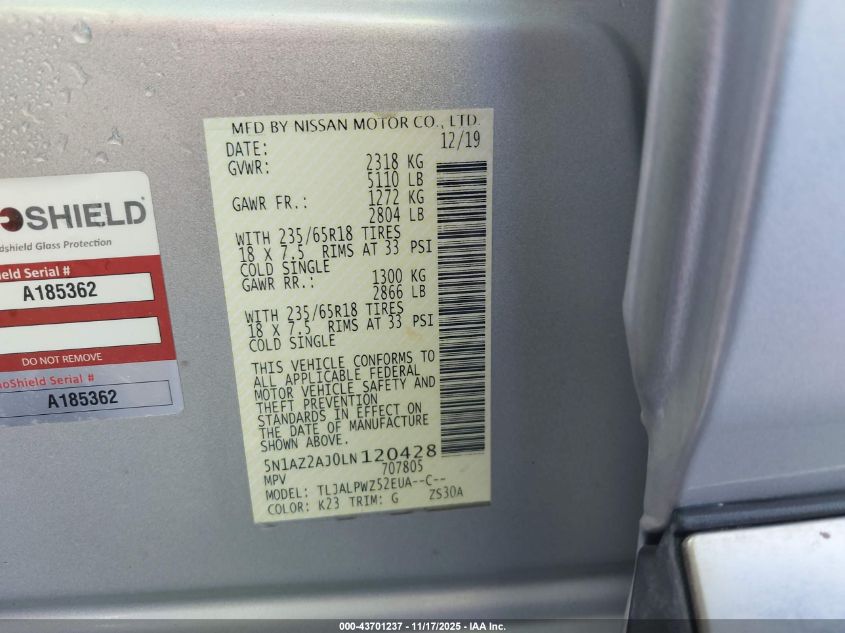 MFD BY NISSAN MOTOR CO., LTD.
DATE: 12/19
GVWR: 2318 KG
5110 LB
GAWR FR.: 1272 KG
2804 LB
WITH 235/65R18 TIRES
18 X 7.5 RIMS AT 33 PSI
COLD SINGLE
GAWR RR.: 1300 KG
2866 LB
WITH 235/65R18 TIRES
18 X 7.5 RIMS AT 33 PSI
COLD SINGLE
THIS VEHICLE CONFORMS TO
ALL APPLICABLE FEDERAL
MOTOR VEHICLE SAFETY AND
THEFT PREVENTION
STANDARDS IN EFFECT ON
THE DATE OF MANUFACTURE
SHOWN ABOVE.
5N1AZ2AJ0LN120428
MPV 707805
MODEL: TLJALPWZ52EUA--C--
COLOR: K23 TRIM: G ZS30A
SHIELD
Glass Protection
Serial #
A185362
DO NOT REMOVE
Serial #
A185362
000-43701237 - 11/17/2025 - IAA Inc.